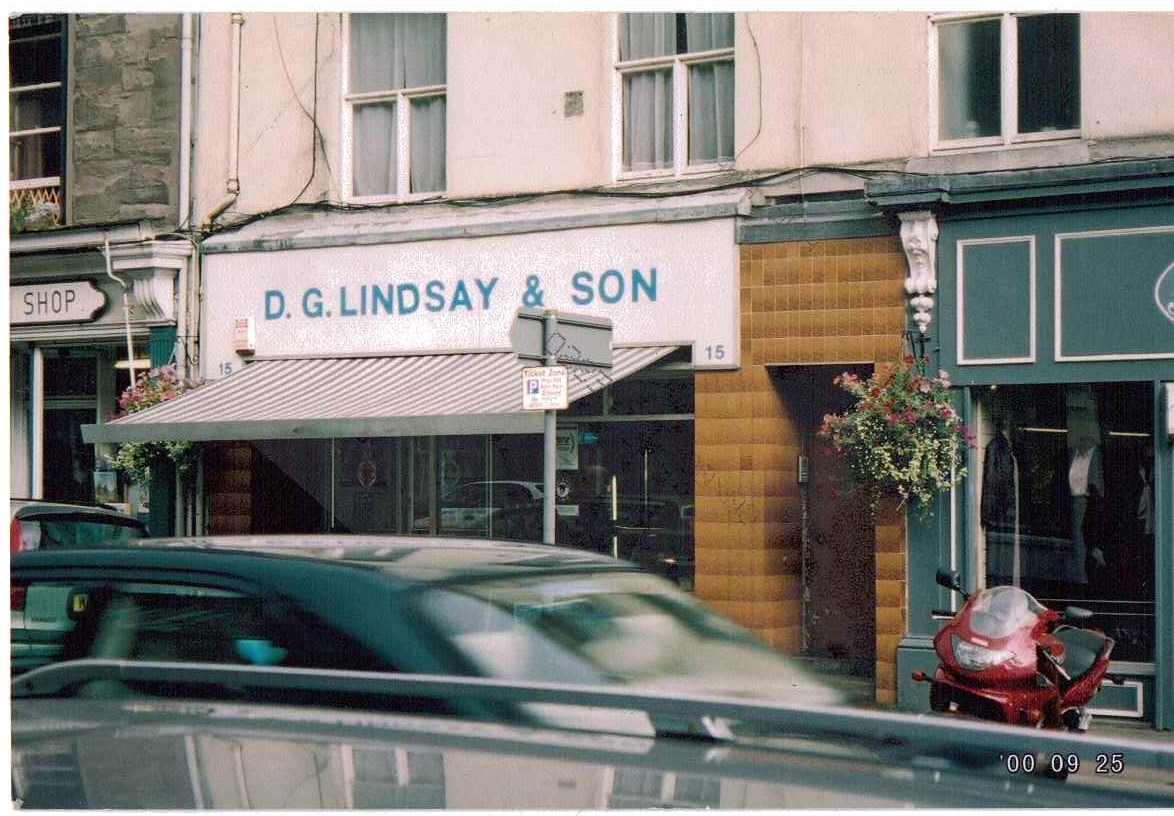 SHOP
D. G. LINDSAY & SON
15
15
Ticket Zone
P
'00 09 25